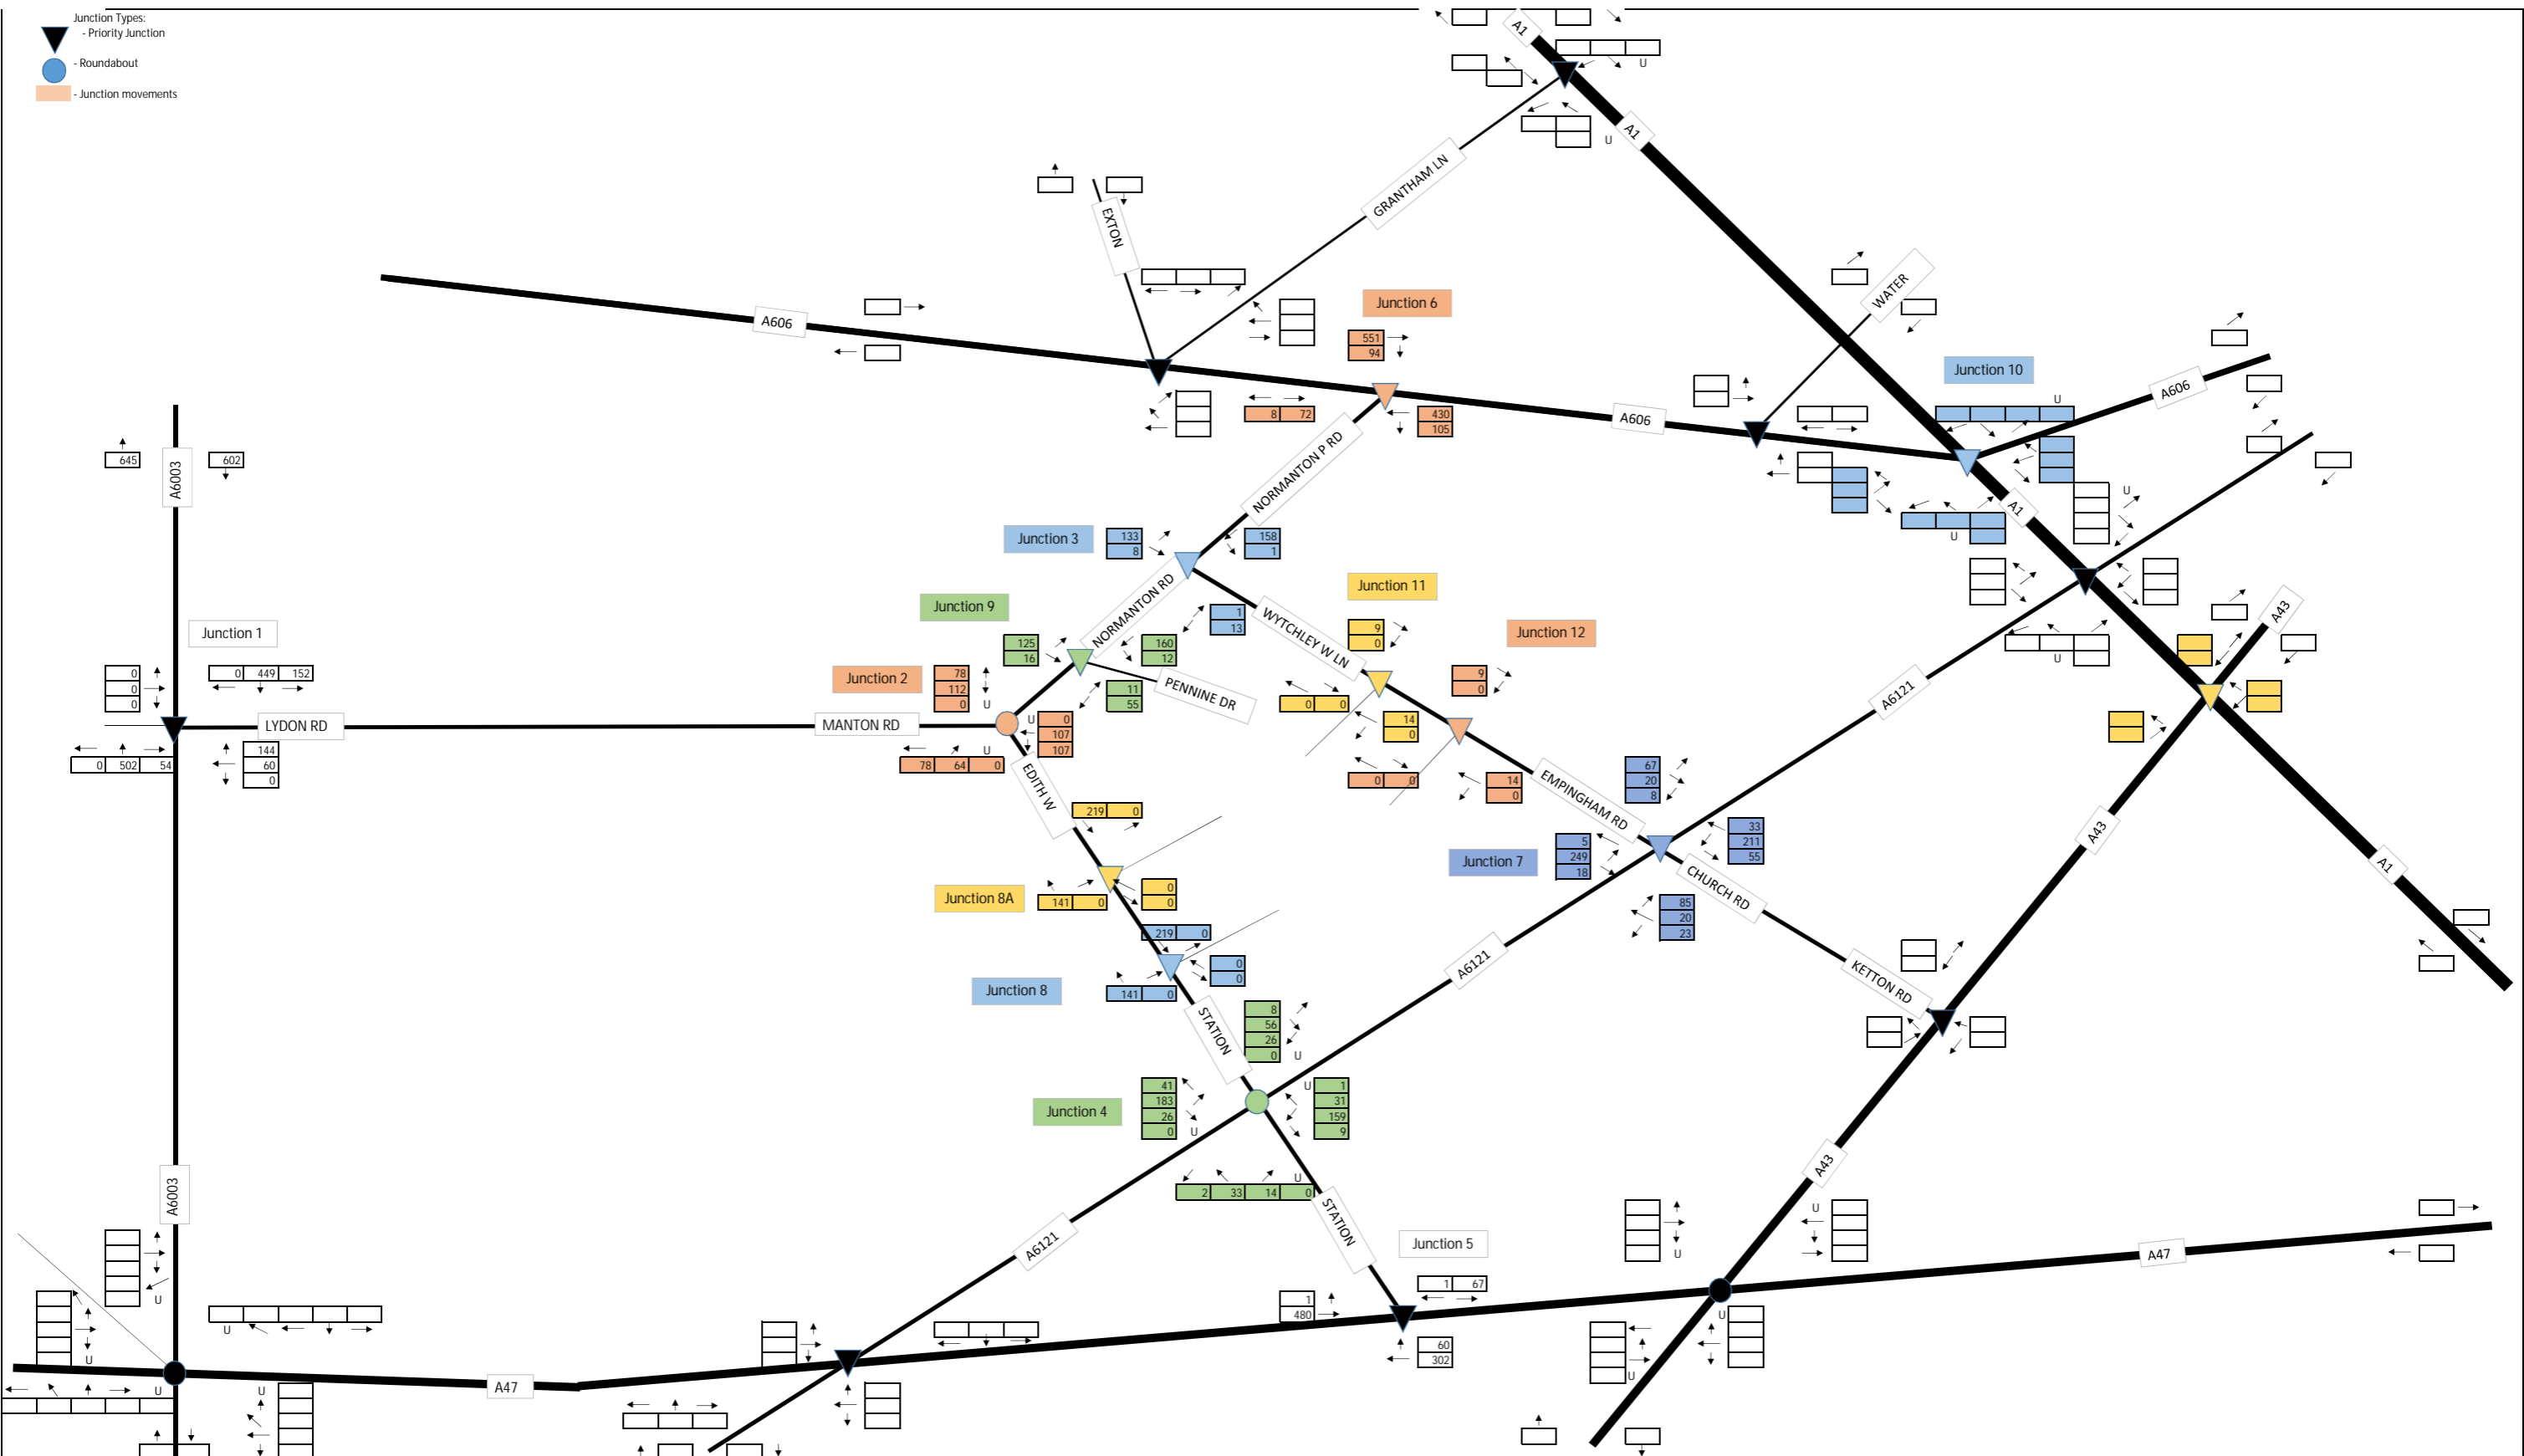 Junction Types:
- Priority Junction
- Roundabout
- Junction movements
A1
U
A1
U
GRANTHAM LN
EXTON
WATER
A606
Junction 6
551
94
8 72
430
105
A606
Junction 10
U
A606
A6003
645
602
NORMANTON P RD
U
A1
U
Junction 3
133
8
158
1
NORMANTON RD
Junction 11
WYTCHLEY W LN
Junction 9
125
16
160
12
1
13
9
0
Junction 12
A43
U
Junction 1
0
0
0
0 449 152
Junction 2
78
112
0
U
11
55
PENNINE DR
0 0
9
0
A6121
LYDON RD
MANTON RD
U
0
107
107
14
0
0 502 54
144
60
0
U
78 64 0
EDITH W
0 0
14
0
EMPINGHAM RD
67
20
8
219 0
Junction 7
5
249
18
33
211
55
A43
A1
Junction 8A
141 0
0
0
CHURCH RD
85
20
23
219 0
A6121
KETTON RD
Junction 8
141 0
0
0
STATION
8
56
26
0 U
Junction 4
41
183
26
0 U
U 1
31
159
9
A6003
U
2 33 14 0
STATION
A43
A6121
Junction 5
U
U
A47
1 67
1
480
U
U
U
60
302
U
U
A47
U
U